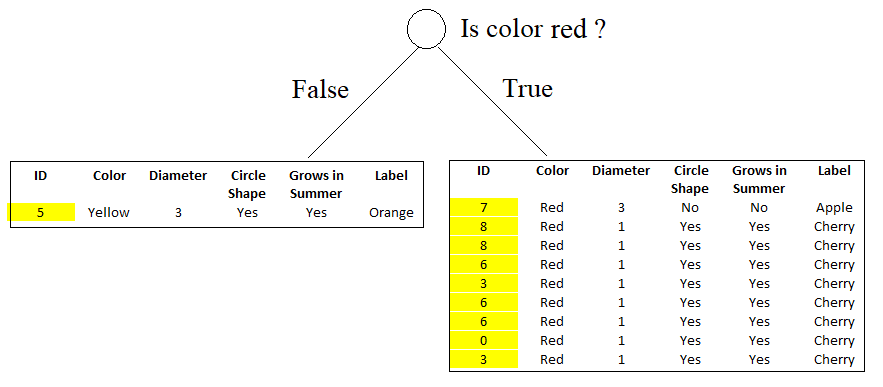 Is color red ?
False
True
ID Color Diameter Circle Shape Grows in Summer Label
5 Yellow 3 Yes Yes Orange
ID Color Diameter Circle Shape Grows in Summer Label
7 Red 3 No No Apple
8 Red 1 Yes Yes Cherry
8 Red 1 Yes Yes Cherry
6 Red 1 Yes Yes Cherry
3 Red 1 Yes Yes Cherry
6 Red 1 Yes Yes Cherry
6 Red 1 Yes Yes Cherry
0 Red 1 Yes Yes Cherry
3 Red 1 Yes Yes Cherry